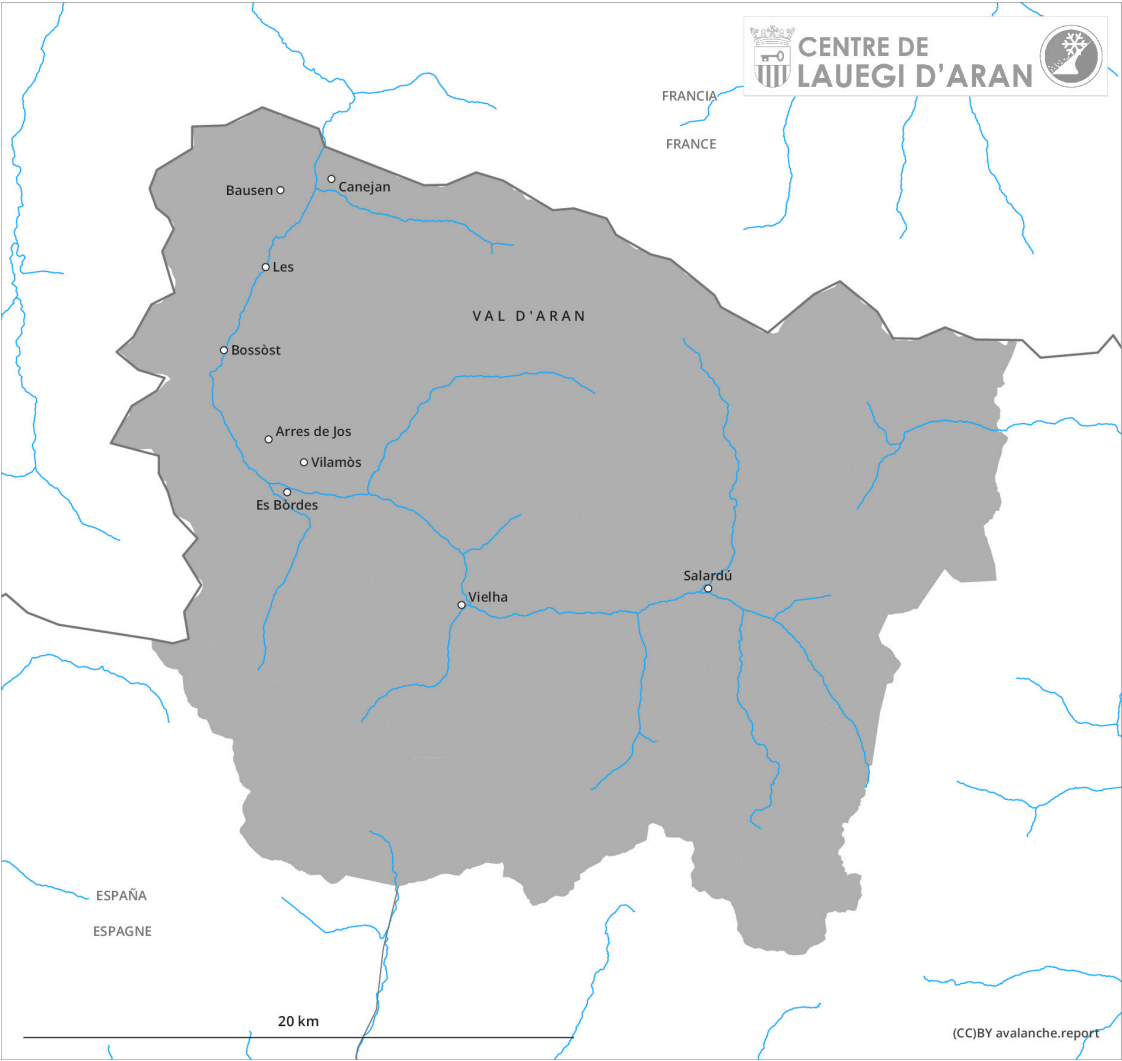 CENTRE DE
LAUEGI D'ARAN
FRANCIA
FRANCE
Bausen
Canejan
Les
VAL D'ARAN
Bossòst
Arres de Jos
Vilamòs
Es Bòrdes
Salardú
Vielha
ESPAÑA
ESPAGNE
20 km
(CC)BY avalanche.report